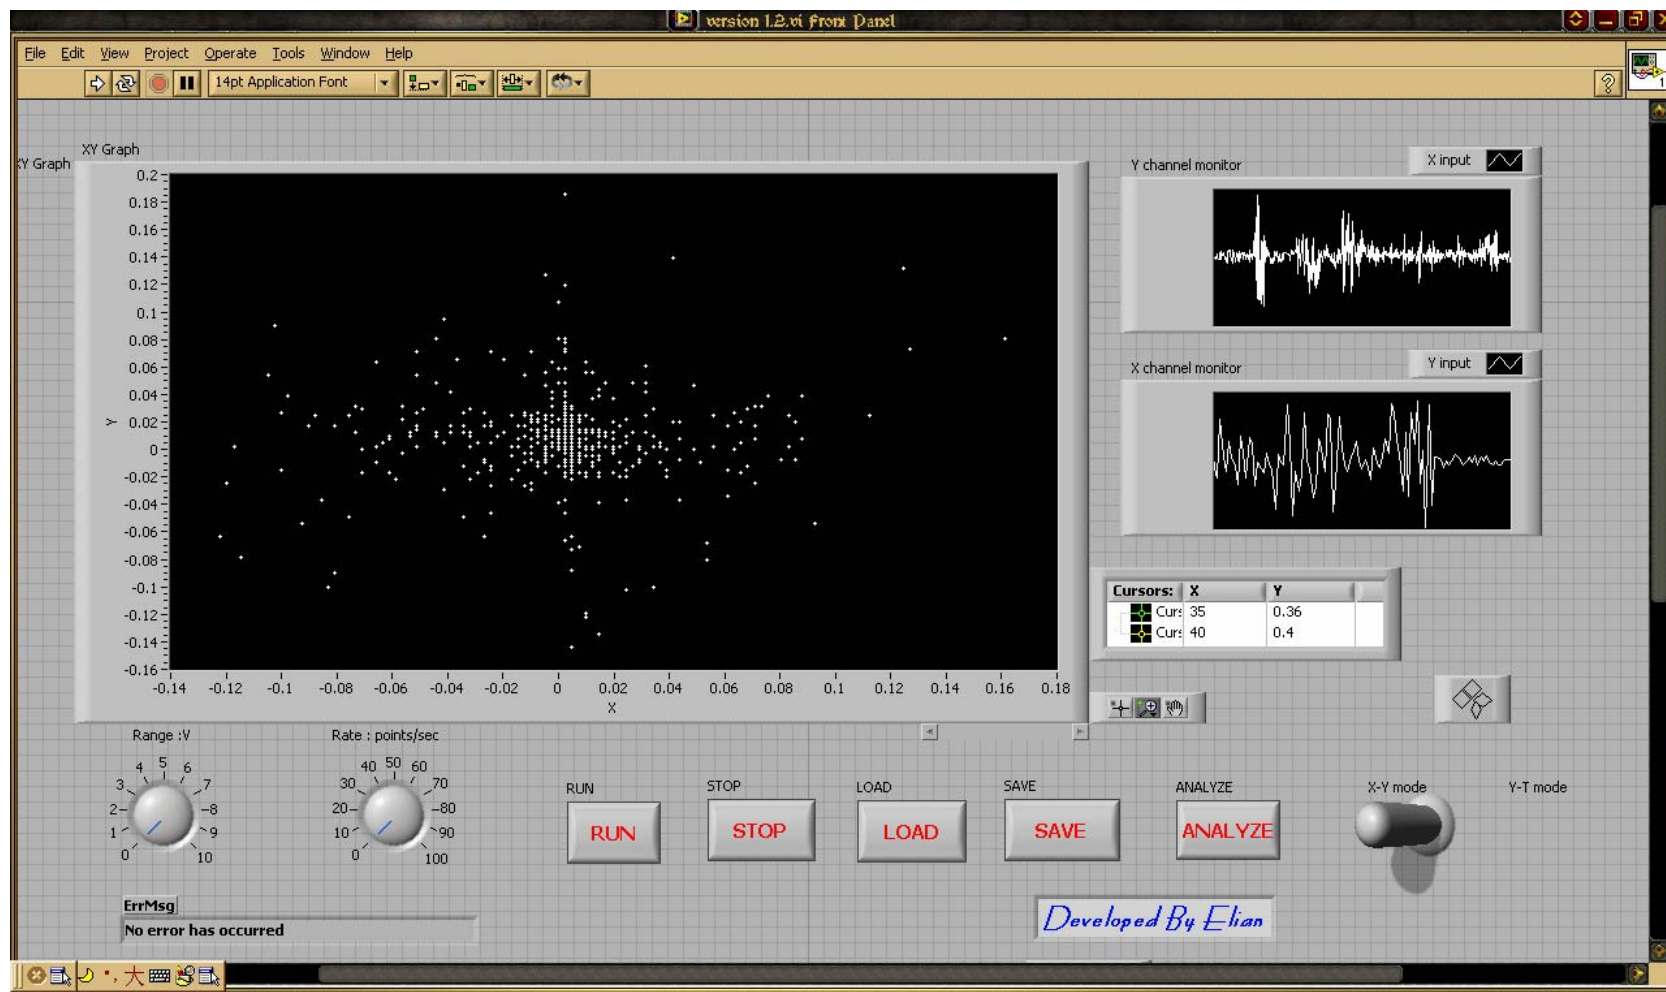 version 1.2.vi Front Panel
File Edit View Project Operate Tools Window Help
14pt Application Font
XY Graph
XY Graph
Y
0.2
0.18
0.16
0.14
0.12
0.1
0.08
0.06
0.04
0.02
0
-0.02
-0.04
-0.06
-0.08
-0.1
-0.12
-0.14
-0.16
-0.14 -0.12 -0.1 -0.08 -0.06 -0.04 -0.02 0 0.02 0.04 0.06 0.08 0.1 0.12 0.14 0.16 0.18
X
Y channel monitor
X input
X channel monitor
Y input
Cursors: X Y
Curs 35 0.36
Curs 40 0.4
Range :V
0 1 2 3 4 5 6 7 8 9 10
Rate : points/sec
0 10 20 30 40 50 60 70 80 90 100
RUN
RUN
STOP
STOP
LOAD
LOAD
SAVE
SAVE
ANALYZE
ANALYZE
X-Y mode
Y-T mode
ErrMsg
No error has occurred
Developed By Elian
大